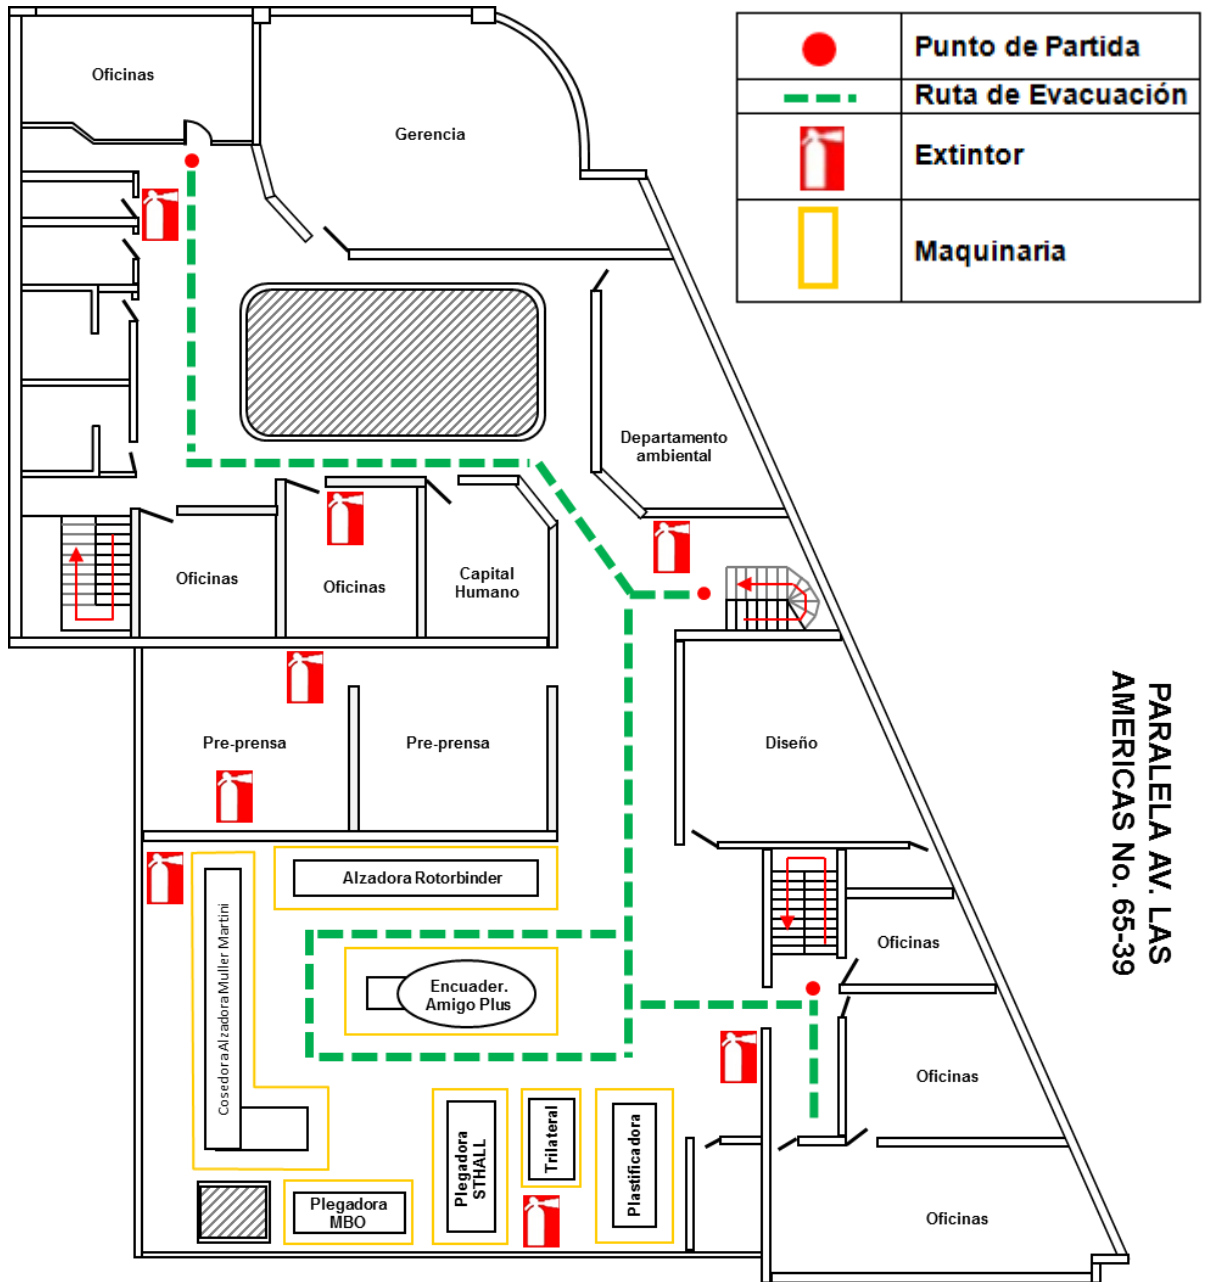 Punto de Partida
Ruta de Evacuación
Extintor
Maquinaria
Oficinas
Gerencia
Departamento
ambiental
Oficinas
Oficinas
Capital
Humano
Pre-prensa
Pre-prensa
Diseño
PARALELA AV. LAS
AMERICAS No. 65-39
Alzadora Rotorbinder
Cosedora Alzadora Muller Martini
Encuader.
Amigo Plus
Oficinas
Oficinas
Oficinas
Plegadora
STHALL
Trilateral
Plastificadora
Plegadora
MBO